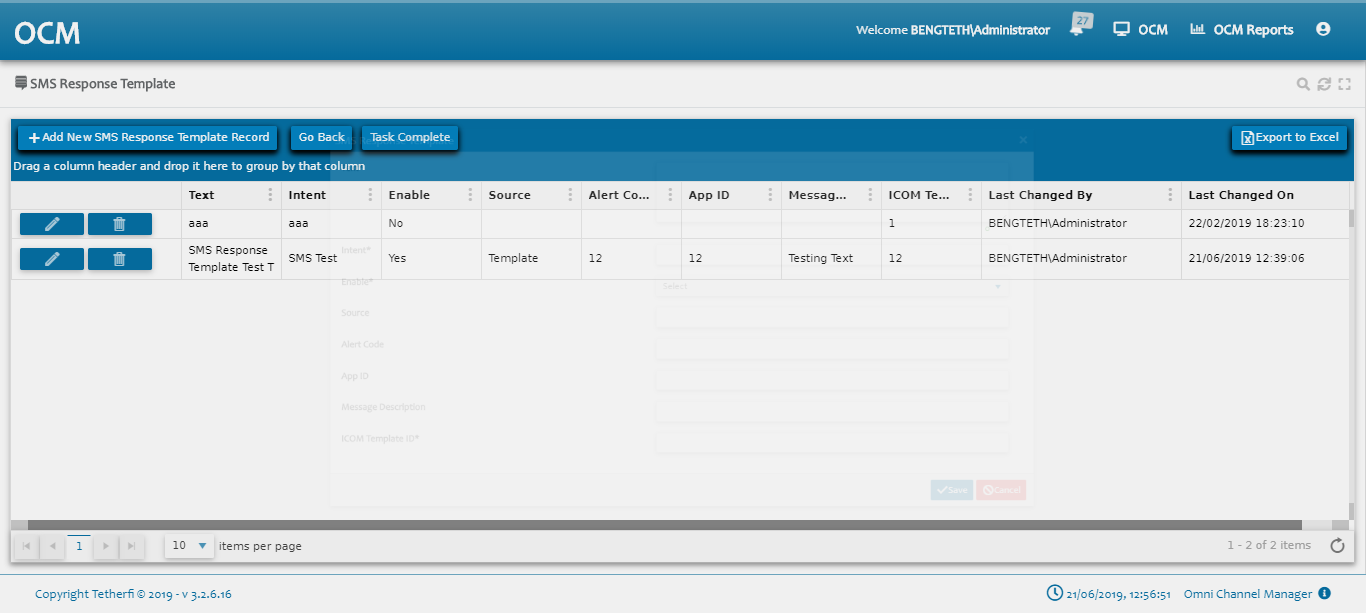 OCM
Welcome BENGTETH\Administrator
27
OCM
OCM Reports
SMS Response Template
Add New SMS Response Template Record
Go Back
Task Complete
Export to Excel
Drag a column header and drop it here to group by that column
Text Intent Enable Source Alert Co... App ID Messag... ICOM Te... Last Changed By Last Changed On
aaa aaa No 1 BENGTETH\Administrator 22/02/2019 18:23:10
SMS Response
Template Test T
SMS Test Yes Template 12 12 Testing Text 12 BENGTETH\Administrator 21/06/2019 12:39:06
Intent*
Enable*
Select
Source
Alert Code
App ID
Message Description
ICOM Template ID*
Save
Cancel
1
10 items per page
1 - 2 of 2 items
Copyright Tetherfi © 2019 - v 3.2.6.16
21/06/2019, 12:56:51
Omni Channel Manager